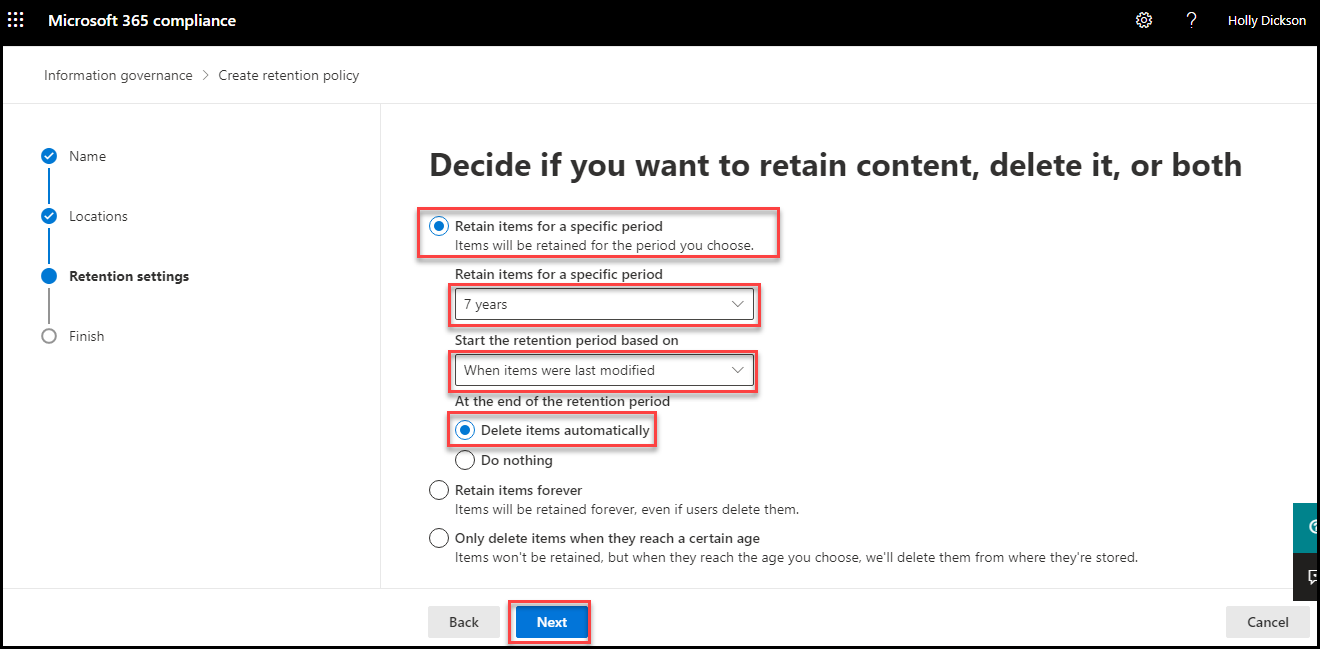 Microsoft 365 compliance
?
Holly Dickson
Information governance > Create retention policy
Name
Locations
Retention settings
Finish
Decide if you want to retain content, delete it, or both
Retain items for a specific period
Items will be retained for the period you choose.
Retain items for a specific period
7 years
Start the retention period based on
When items were last modified
At the end of the retention period
Delete items automatically
Do nothing
Retain items forever
Items will be retained forever, even if users delete them.
Only delete items when they reach a certain age
Items won't be retained, but when they reach the age you choose, we'll delete them from where they're stored.
Back
Next
Cancel